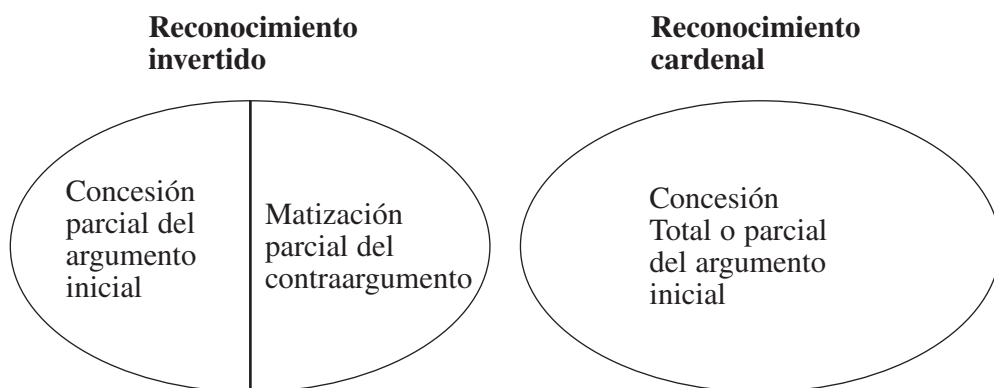 Reconocimiento
invertido
Reconocimiento
cardenal
Concesión
parcial del
argumento
inicial
Matización
parcial del
contraargumento
Concesión
Total o parcial
del argumento
inicial